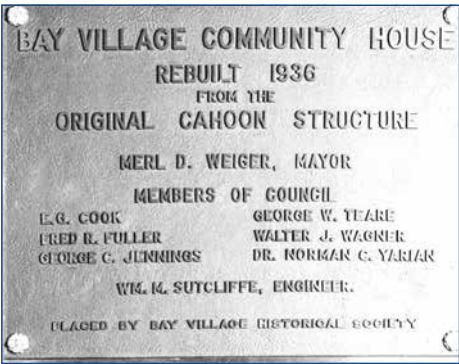 BAY VILLAGE COMMUNITY HOUSE
REBUILT 1936
FROM THE
ORIGINAL CAHOON STRUCTURE
MERL D. WEIGER, MAYOR
MEMBERS OF COUNCIL
E.G. COOK GEORGE W. TEARE
FRED R. FULLER WALTER J. WAGNER
GEORGE C. JENNINGS DR. NORMAN C. YARIAN
WM. M. SUTCLIFFE, ENGINEER.
PLACED BY BAY VILLAGE HISTORICAL SOCIETY